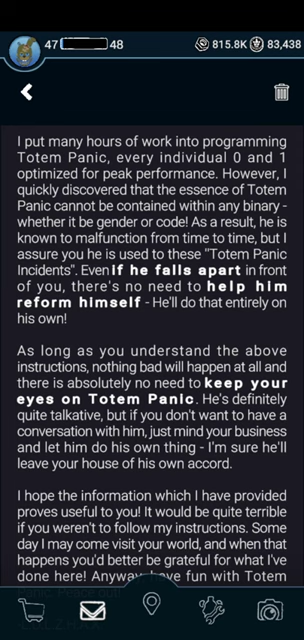 47 48 815.8K 83,438
I put many hours of work into programming
Totem Panic, every individual 0 and 1
optimized for peak performance. However, I
quickly discovered that the essence of Totem
Panic cannot be contained within any binary -
whether it be gender or code! As a result, he is
known to malfunction from time to time, but I
assure you he is used to these "Totem Panic
Incidents". Even if he falls apart in front
of you, there's no need to help him
reform himself - He'll do that entirely on
his own!
As long as you understand the above
instructions, nothing bad will happen at all and
there is absolutely no need to keep your
eyes on Totem Panic. He's definitely
quite talkative, but if you don't want to have a
conversation with him, just mind your business
and let him do his own thing - I'm sure he'll
leave your house of his own accord.
I hope the information which I have provided
proves useful to you! It would be quite terrible
if you weren't to follow my instructions. Some
day I may come visit your world, and when that
happens you'd better be grateful for what I've
done here! Anyway, have fun with Totem
Panic. Peace out!